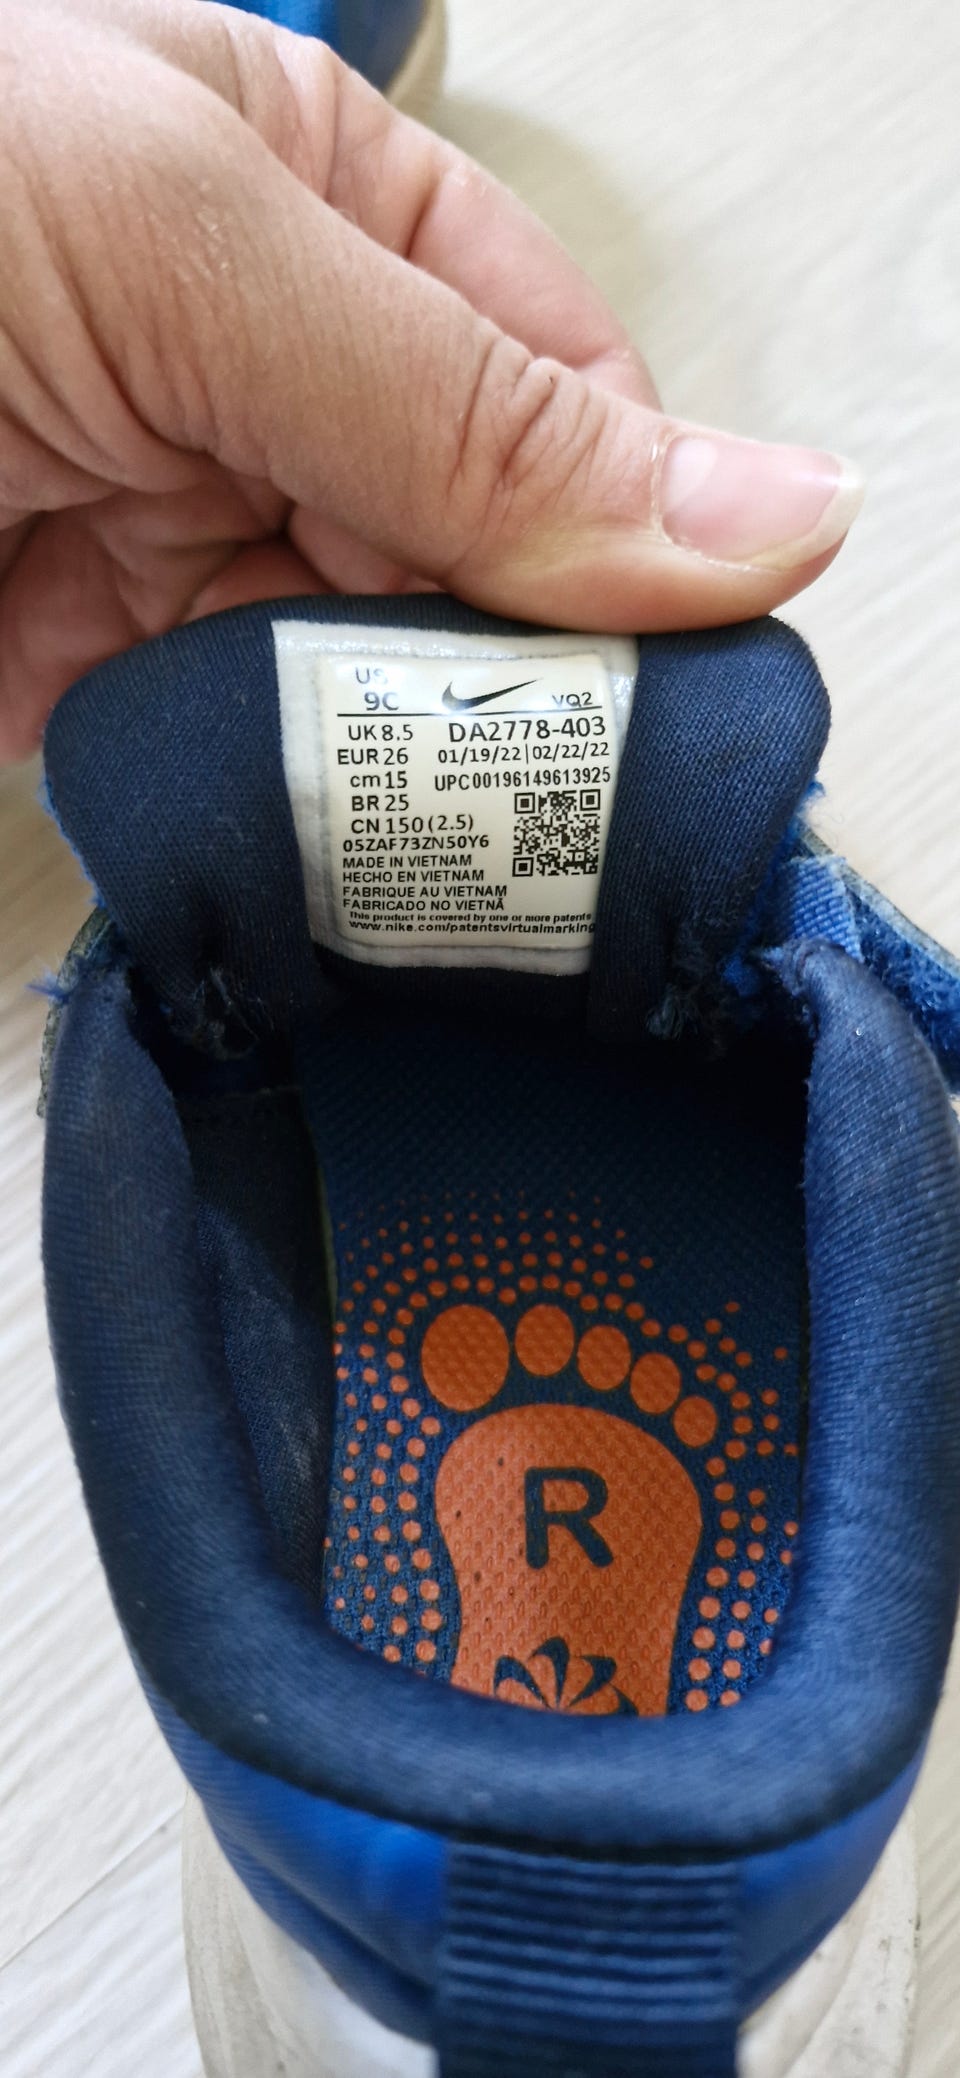 US
9C VQ2
UK 8.5 DA2778-403
EUR 26 01/19/22|02/22/22
cm 15 UPC00196149613925
BR 25
CN 150 (2.5)
05ZAF73ZN50Y6
MADE IN VIETNAM
HECHO EN VIETNAM
FABRIQUE AU VIETNAM
FABRICADO NO VIETNÃ
This product is covered by one or more patents
www.nike.com/patentsvirtualmarking
R